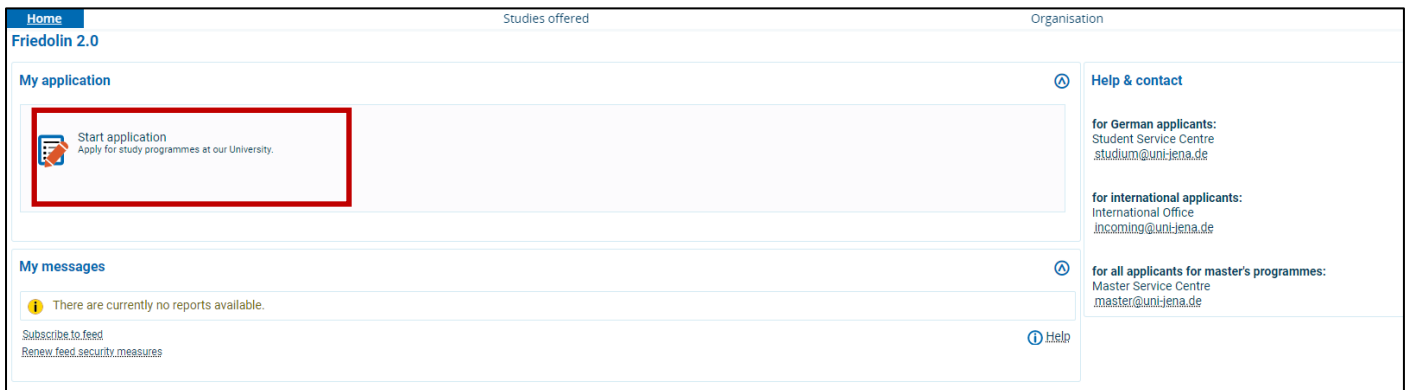 Home
Studies offered
Organisation
Friedolin 2.0
My application
Start application
Apply for study programmes at our University.
My messages
There are currently no reports available.
Subscribe to feed
Renew feed security measures
Help
Help & contact
for German applicants:
Student Service Centre
studium@uni-jena.de
for international applicants:
International Office
incoming@uni-jena.de
for all applicants for master's programmes:
Master Service Centre
master@uni-jena.de